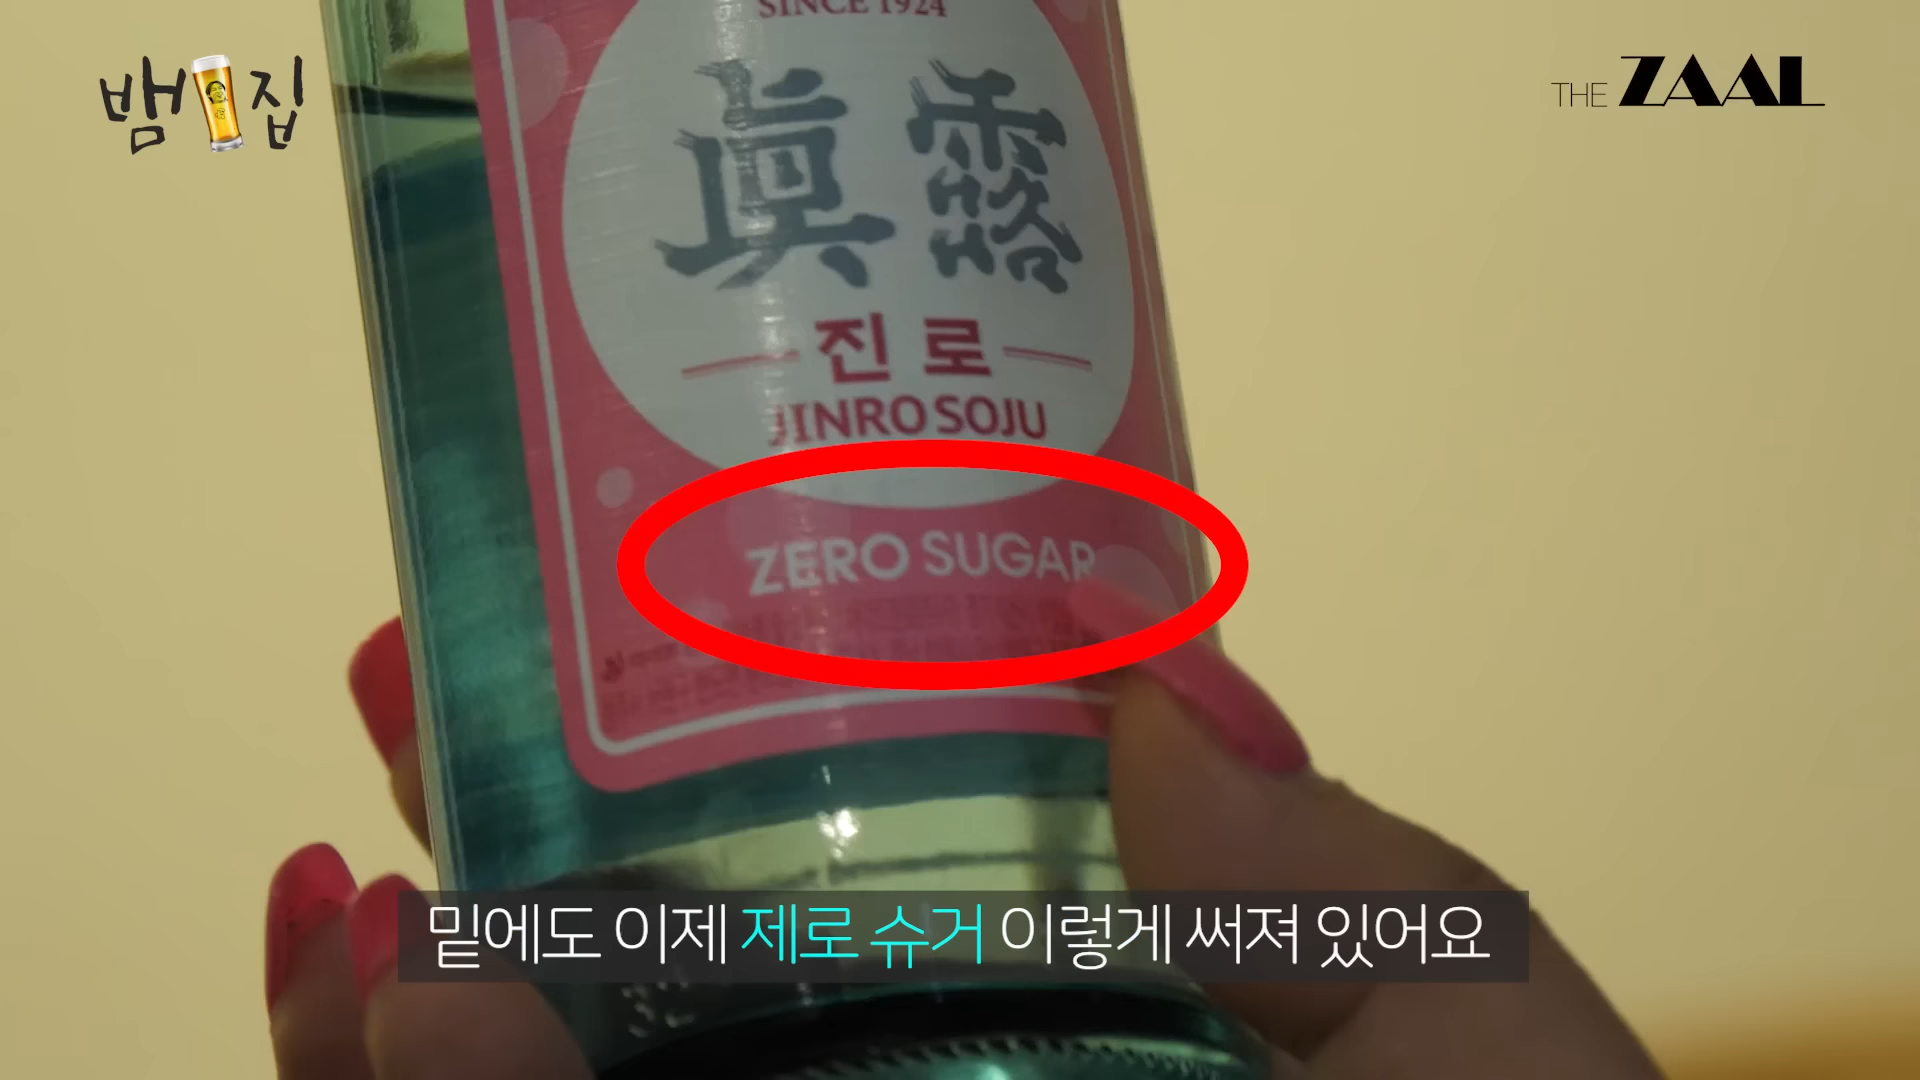 뱀집
THE ZAAL
SINCE 1924
眞露
진로
JINRO SOJU
ZERO SUGAR
밑에도 이제 제로 슈거 이렇게 써져 있어요